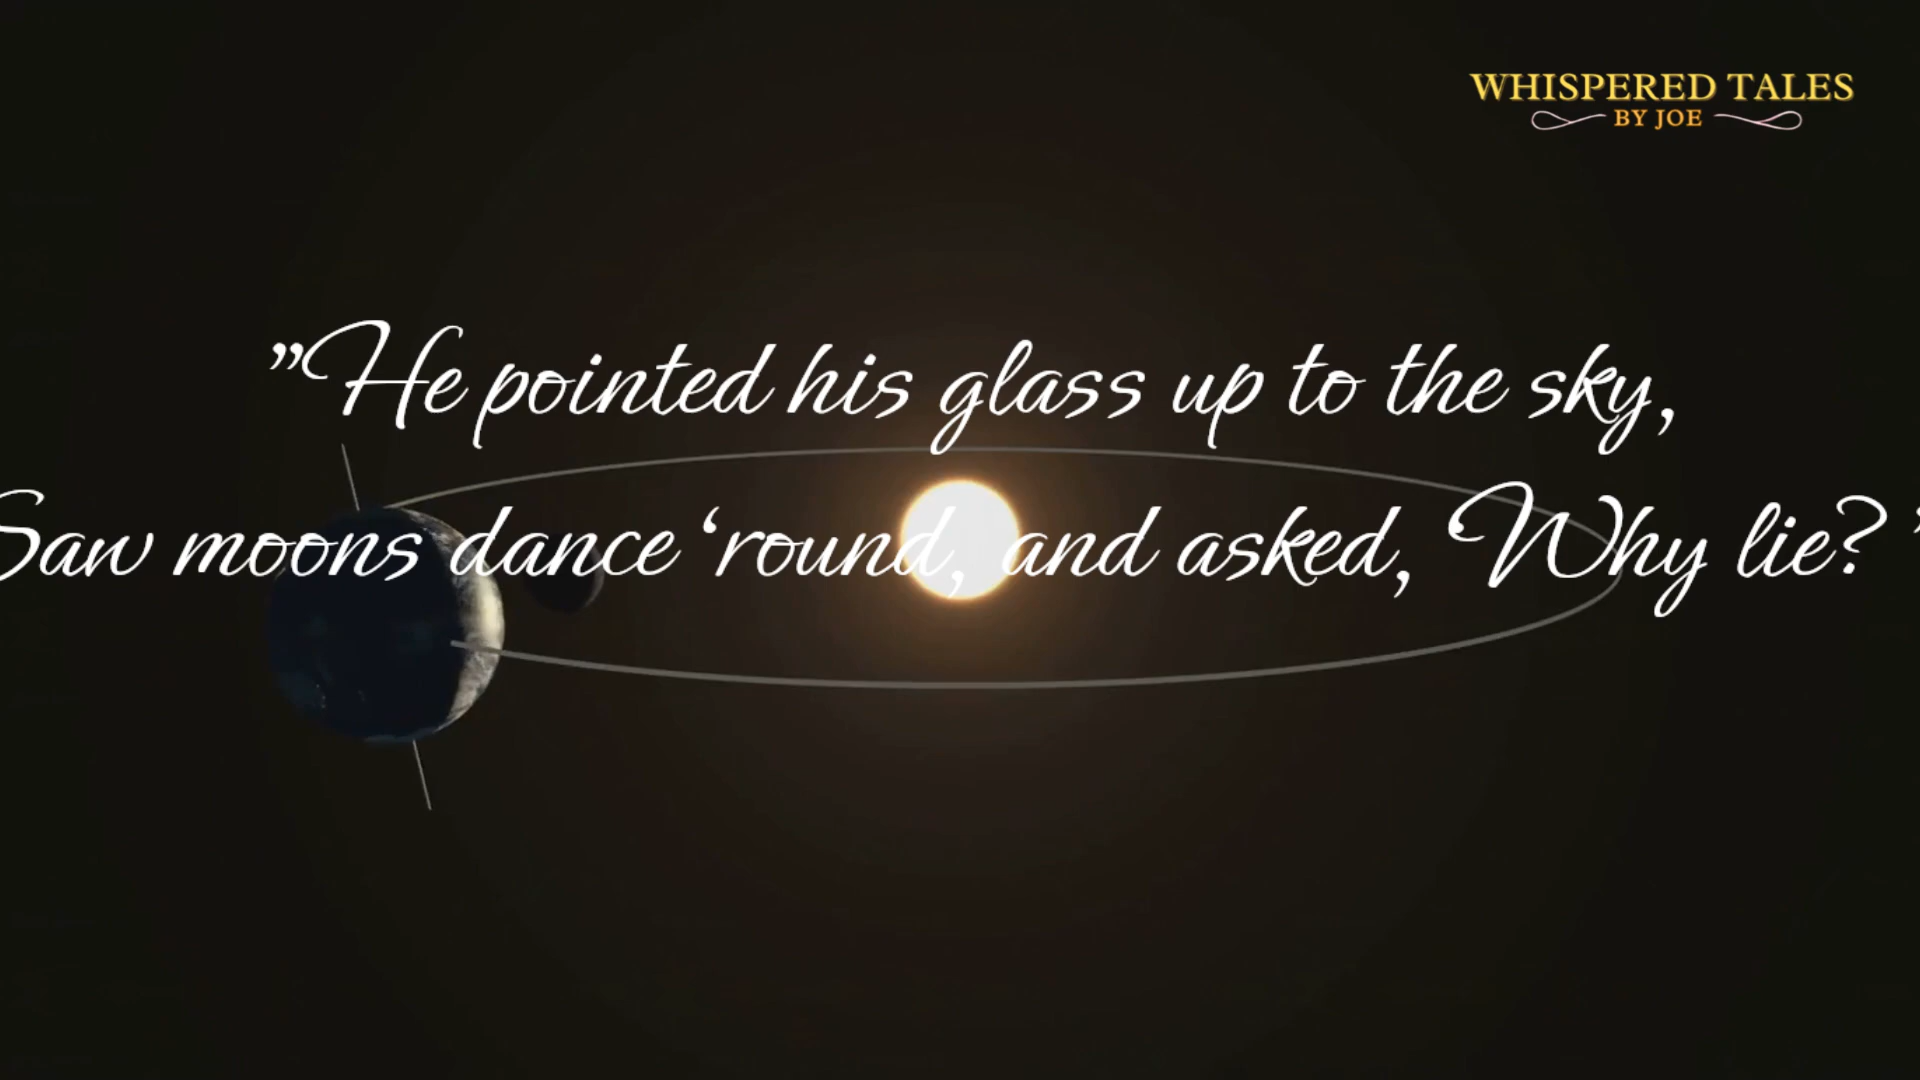 WHISPERED TALES
BY JOE
”He pointed his glass up to the sky,
Saw moons dance ‘round, and asked, ‘Why lie?’